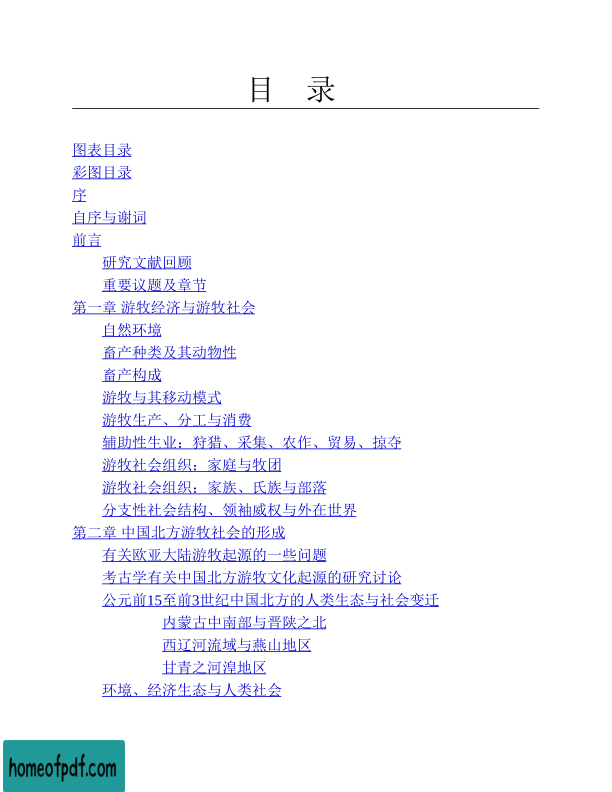 目 录
图表目录
彩图目录
序
自序与谢词
前言
研究文献回顾
重要议题及章节
第一章 游牧经济与游牧社会
自然环境
畜产种类及其动物性
畜产构成
游牧与其移动模式
游牧生产、分工与消费
辅助性生业：狩猎、采集、农作、贸易、掠夺
游牧社会组织：家庭与牧团
游牧社会组织：家族、氏族与部落
分支性社会结构、领袖威权与外在世界
第二章 中国北方游牧社会的形成
有关欧亚大陆游牧起源的一些问题
考古学有关中国北方游牧文化起源的研究讨论
公元前15至前3世纪中国北方的人类生态与社会变迁
内蒙古中南部与晋陕之北
西辽河流域与燕山地区
甘青之河湟地区
环境、经济生态与人类社会
homeofpdf.com